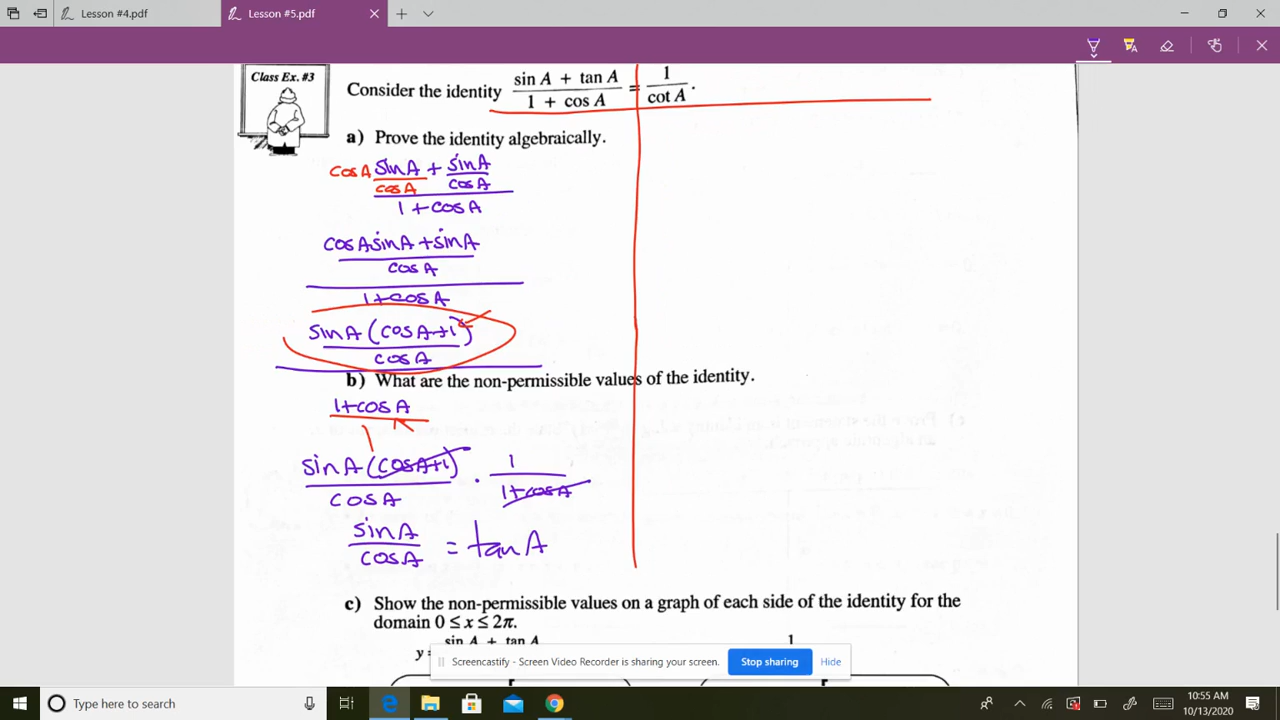 Lesson #4.pdf
Lesson #5.pdf
Class Ex. #3
Consider the identity (sin A + tan A)/(1 + cos A) = 1/cot A.
a) Prove the identity algebraically.
cosA sinA/cosA + sinA/cosA
1+cosA
cosAsinA+sinA
cosA
1+cosA
sinA(cosA+1)
cosA
b) What are the non-permissible values of the identity.
1+cosA
sinA(cosA+1)/cosA · 1/(1+cosA)
sinA/cosA = tanA
c) Show the non-permissible values on a graph of each side of the identity for the
domain 0 ≤ x ≤ 2π.
sin A + tan A
1
y =
Screencastify - Screen Video Recorder is sharing your screen.
Stop sharing
Hide
Type here to search
10:55 AM
10/13/2020